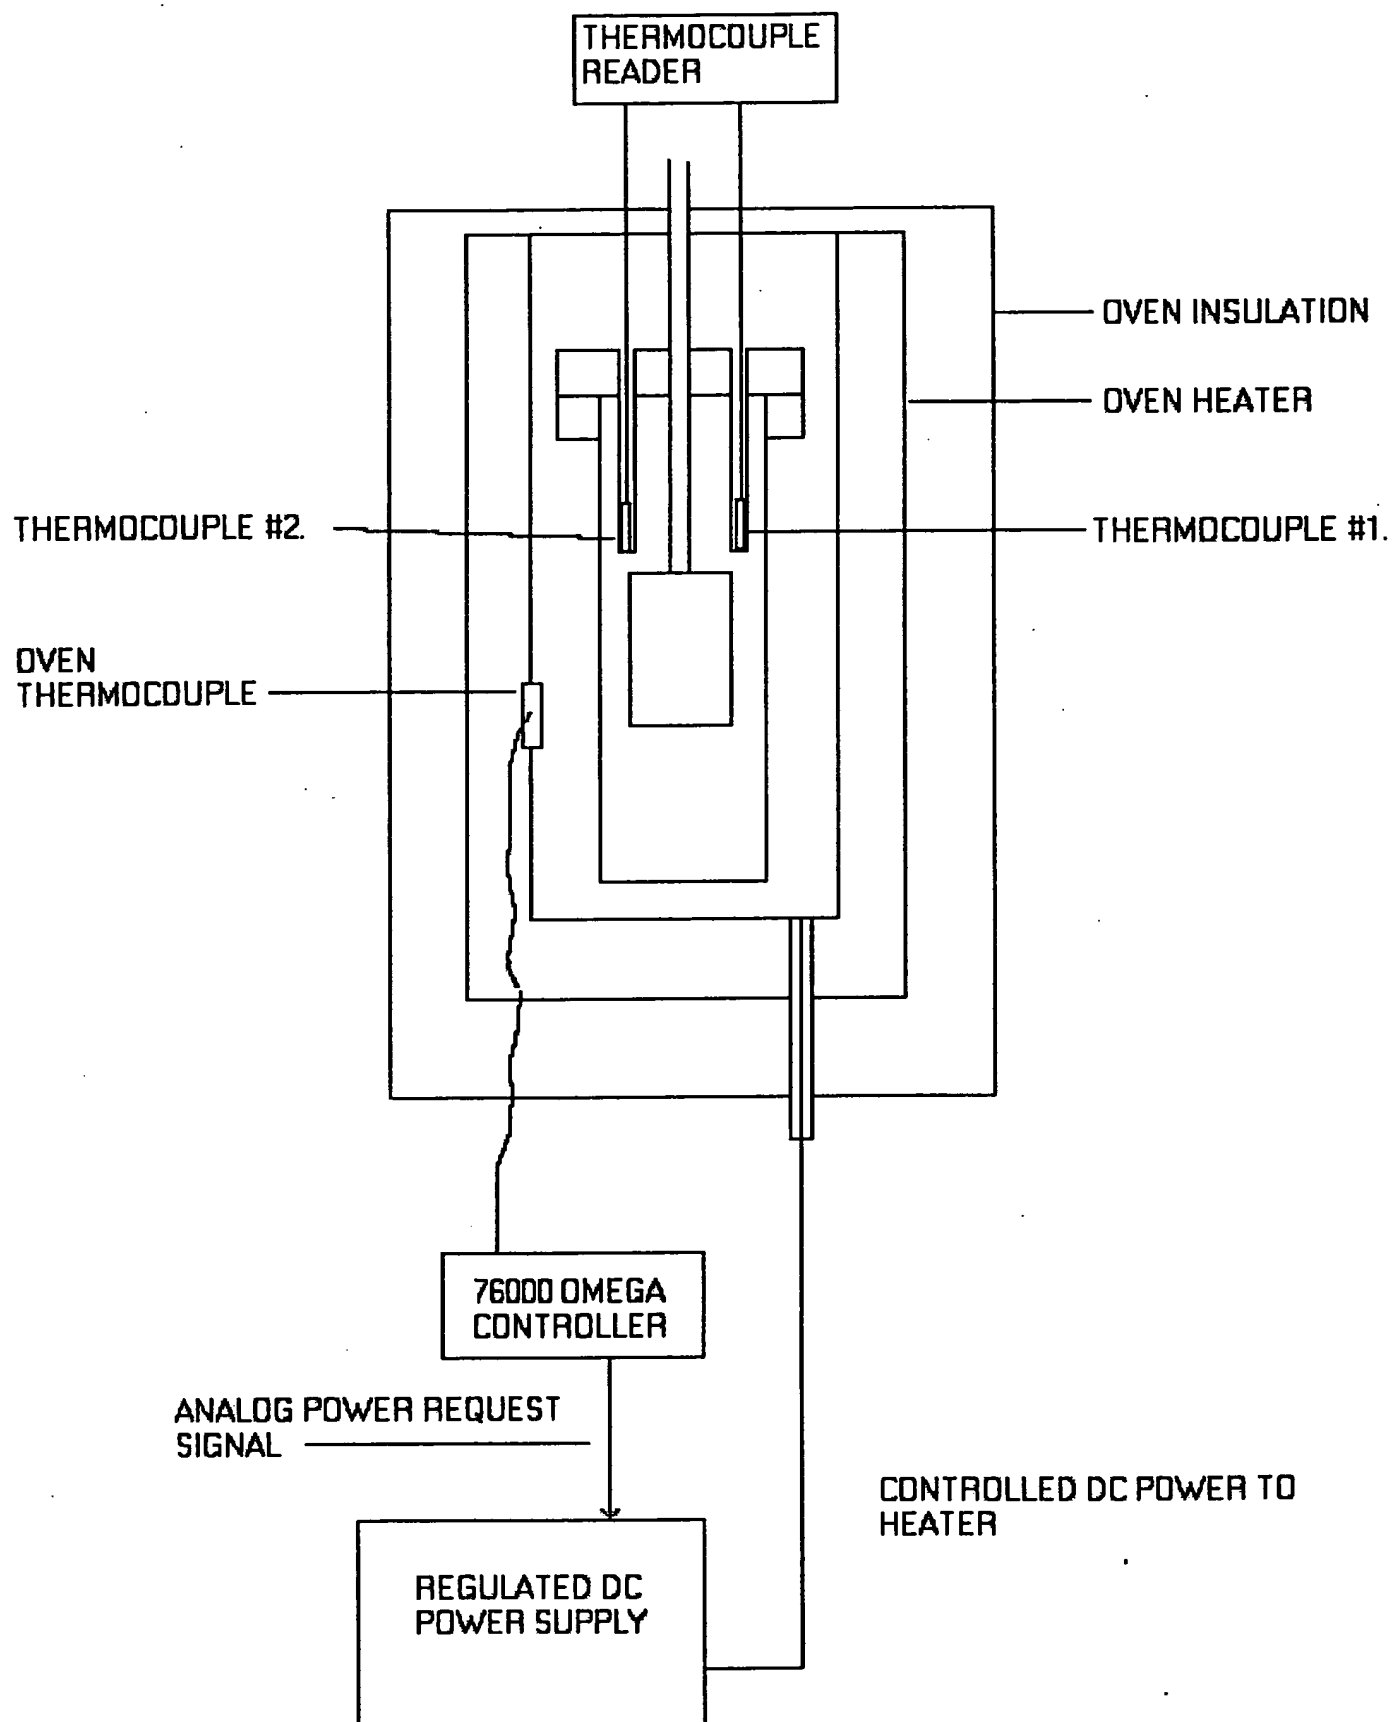 THERMOCOUPLE
READER
OVEN INSULATION
OVEN HEATER
THERMOCOUPLE #2.
THERMOCOUPLE #1.
OVEN
THERMOCOUPLE
76000 OMEGA
CONTROLLER
ANALOG POWER REQUEST
SIGNAL
CONTROLLED DC POWER TO
HEATER
REGULATED DC
POWER SUPPLY